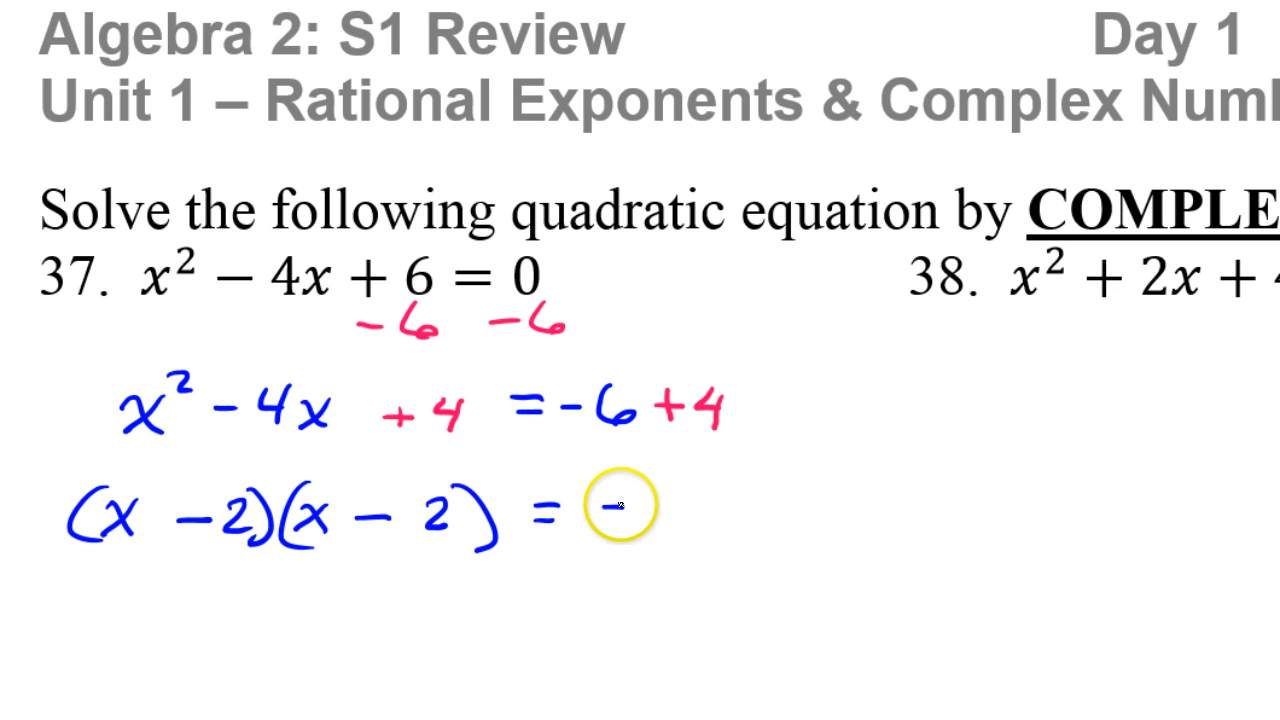 Algebra 2: S1 Review Day 1
Unit 1 – Rational Exponents & Complex Num
Solve the following quadratic equation by COMPLE
37. x² − 4x + 6 = 0 38. x² + 2x +
−6 −6
x² − 4x + 4 = −6 + 4
(x − 2)(x − 2) = −